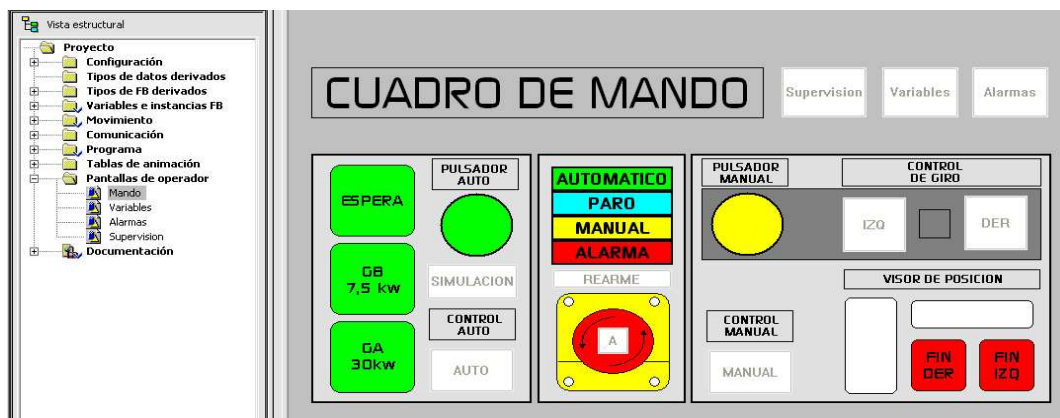 Vista estructural
Proyecto
Configuración
Tipos de datos derivados
Tipos de FB derivados
Variables e instancias FB
Movimiento
Comunicación
Programa
Tablas de animación
Pantallas de operador
Mando
Variables
Alarmas
Supervision
Documentación
CUADRO DE MANDO
Supervision
Variables
Alarmas
ESPERA
GB
7,5 kw
GA
30kw
PULSADOR
AUTO
SIMULACION
CONTROL
AUTO
AUTO
AUTOMATICO
PARO
MANUAL
ALARMA
REARME
A
PULSADOR
MANUAL
CONTROL
DE GIRO
IZQ
DER
VISOR DE POSICION
CONTROL
MANUAL
MANUAL
FIN
DER
FIN
IZQ